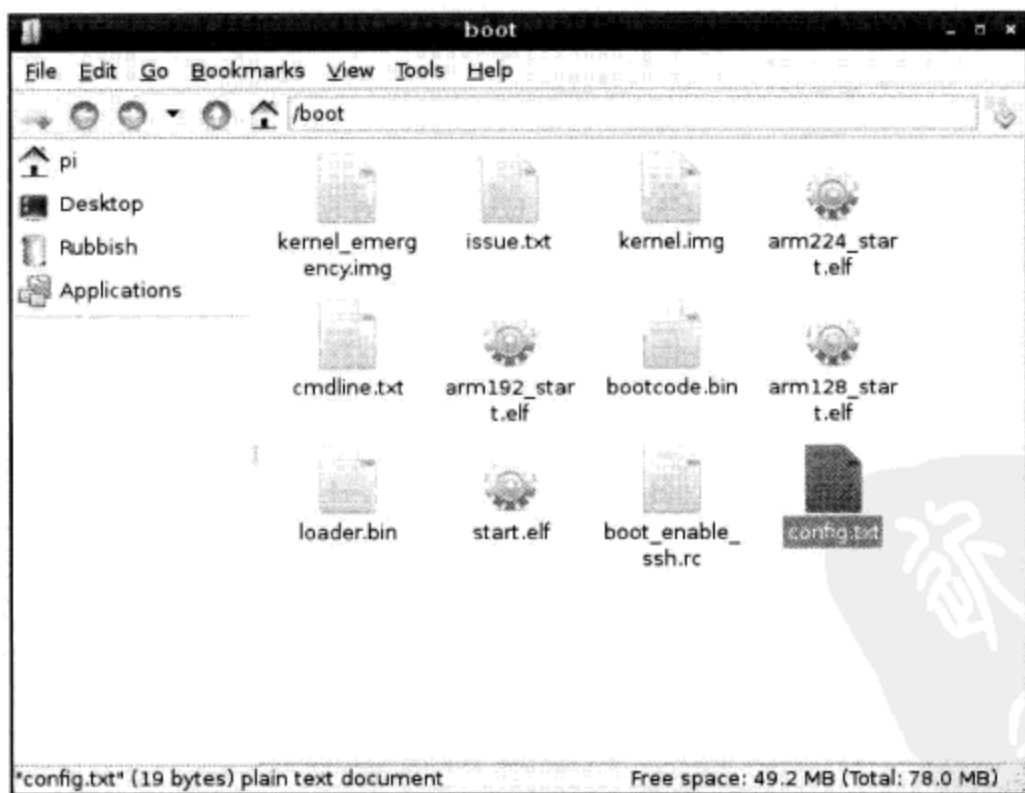 boot
File Edit Go Bookmarks View Tools Help
/boot
pi
Desktop
Rubbish
Applications
kernel_emerg
ency.img
issue.txt
kernel.img
arm224_star
t.elf
cmdline.txt
arm192_star
t.elf
bootcode.bin
arm128_star
t.elf
loader.bin
start.elf
boot_enable_
ssh.rc
config.txt
"config.txt" (19 bytes) plain text document
Free space: 49.2 MB (Total: 78.0 MB)